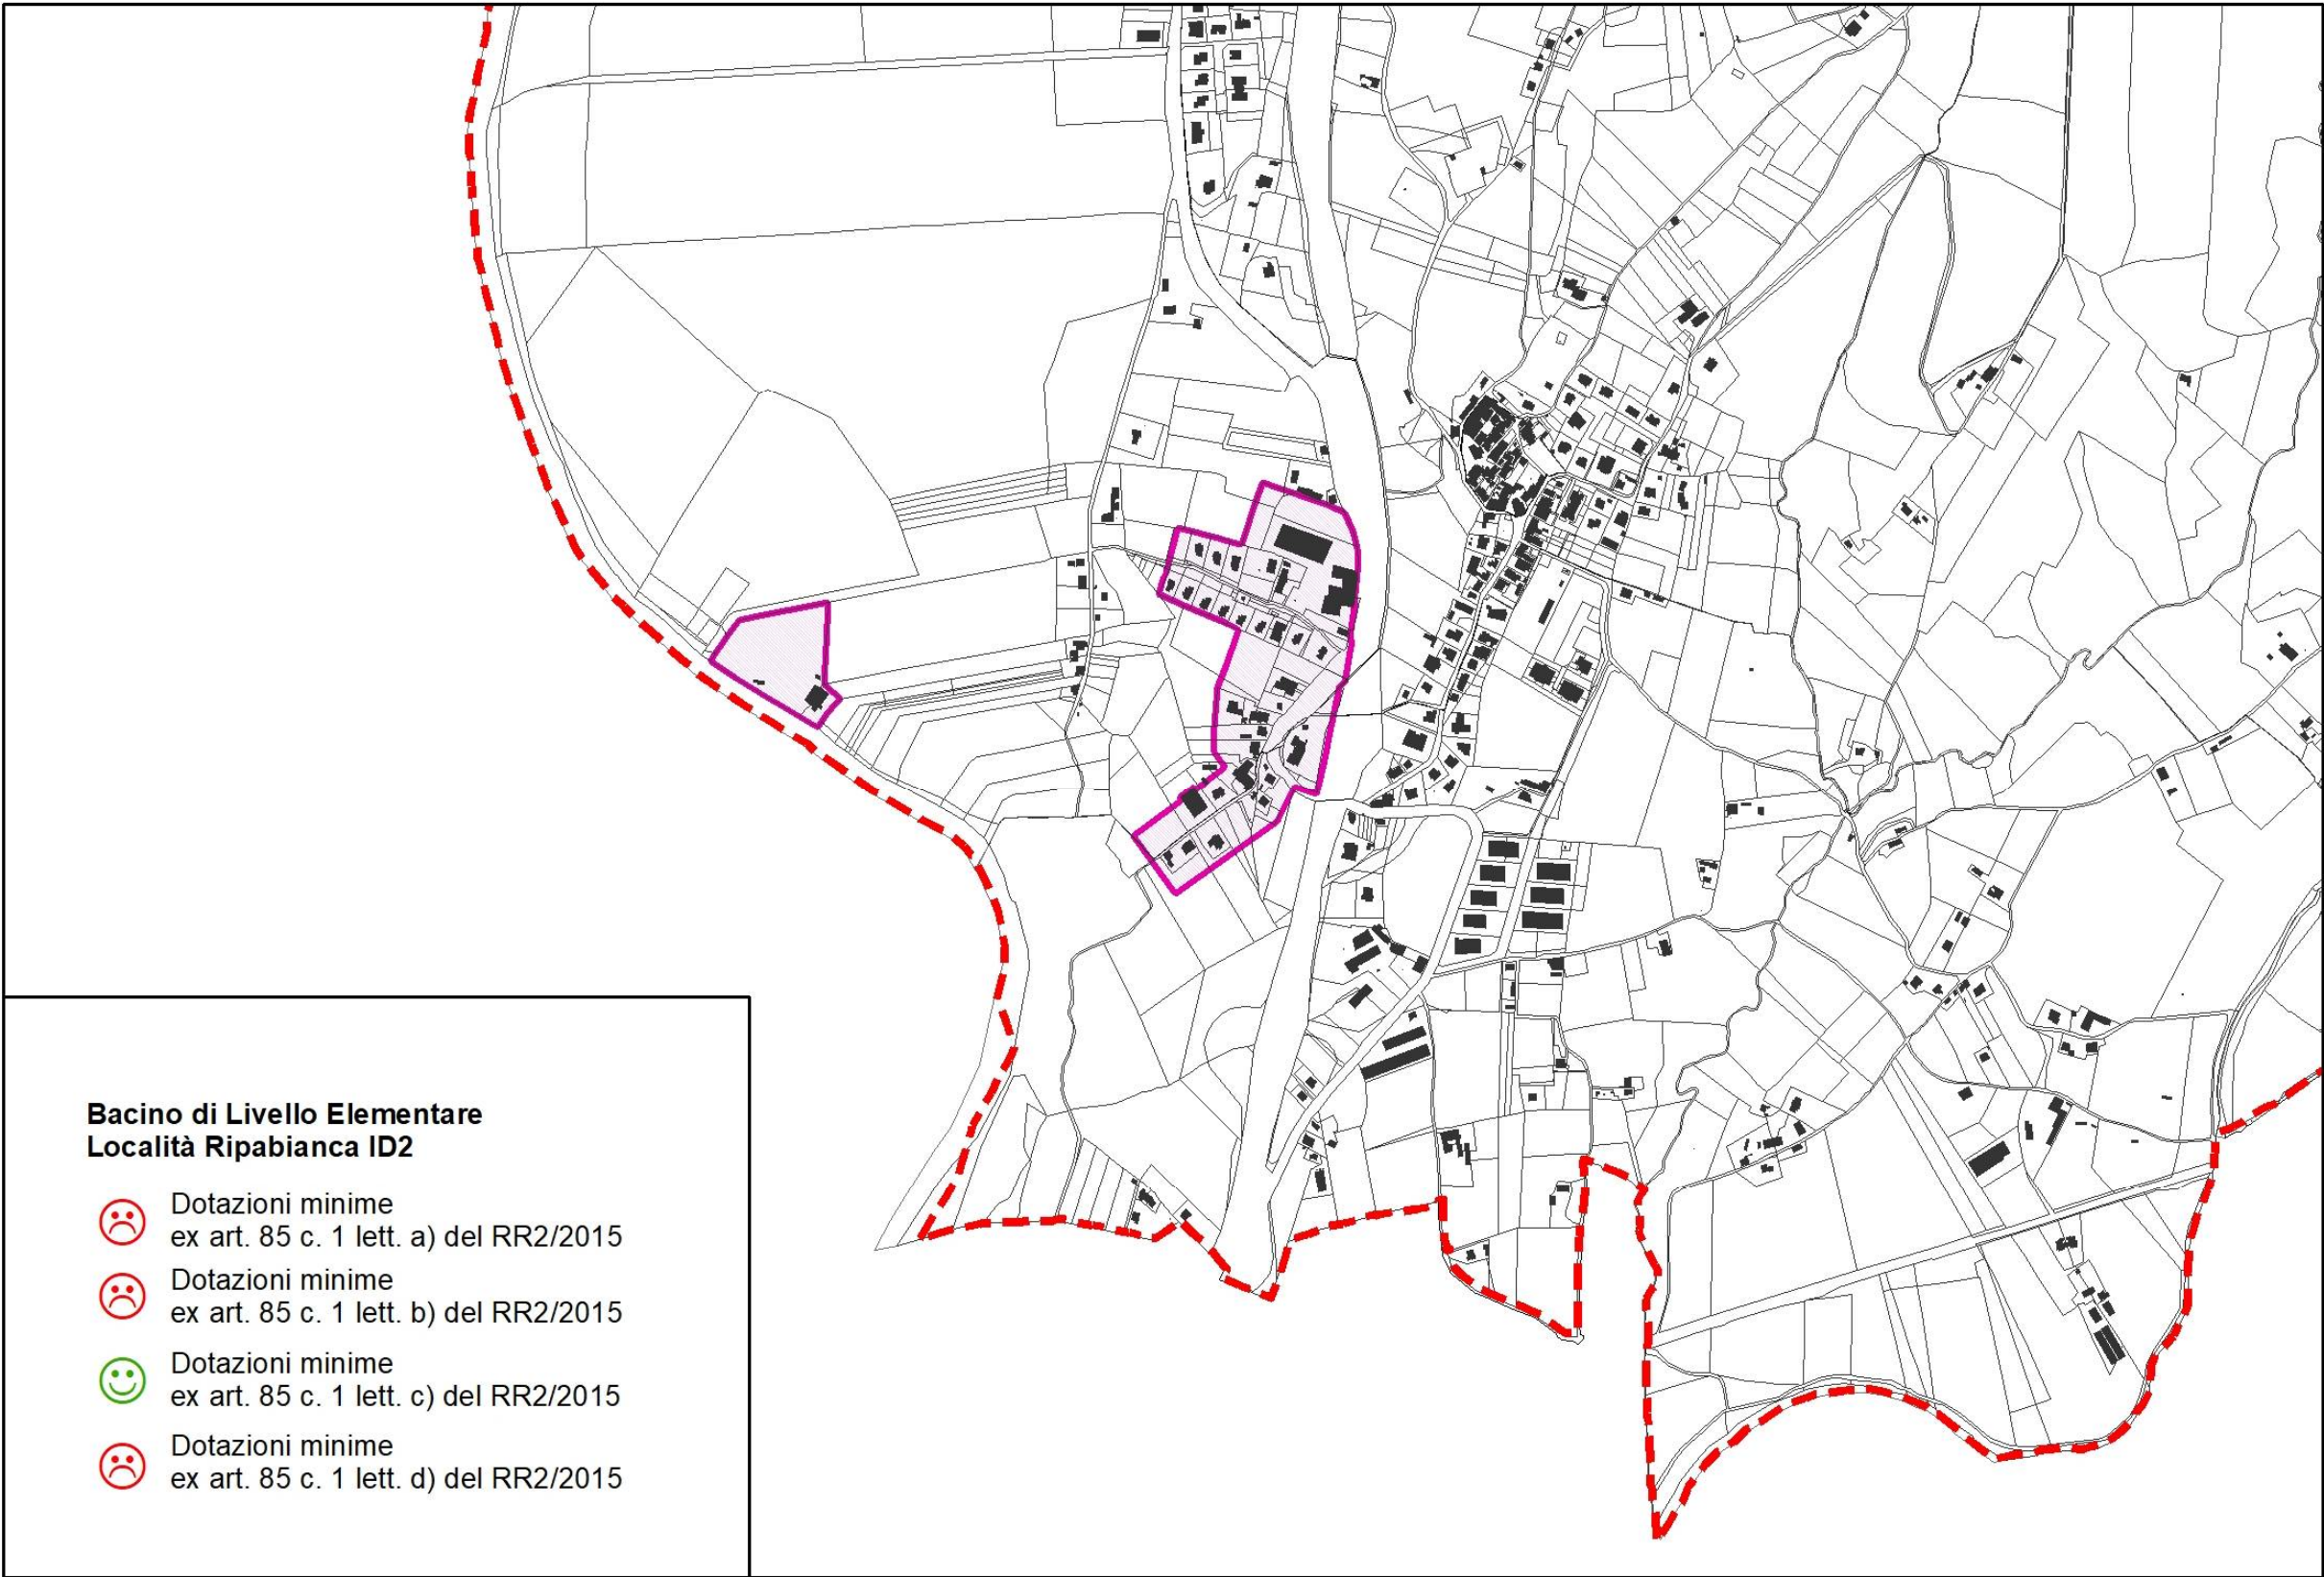 Bacino di Livello Elementare
Località Ripabianca ID2
Dotazioni minime
ex art. 85 c. 1 lett. a) del RR2/2015
Dotazioni minime
ex art. 85 c. 1 lett. b) del RR2/2015
Dotazioni minime
ex art. 85 c. 1 lett. c) del RR2/2015
Dotazioni minime
ex art. 85 c. 1 lett. d) del RR2/2015